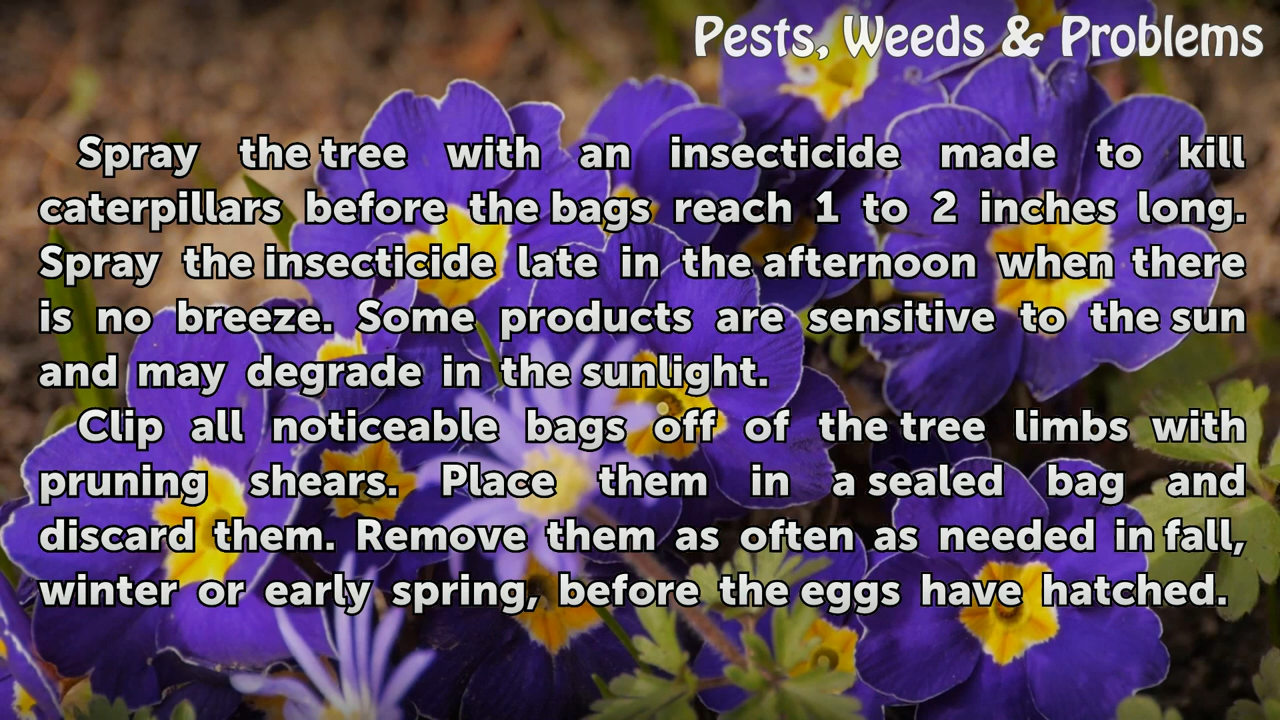 Pests, Weeds & Problems
Spray the tree with an insecticide made to kill
caterpillars before the bags reach 1 to 2 inches long.
Spray the insecticide late in the afternoon when there
is no breeze. Some products are sensitive to the sun
and may degrade in the sunlight.
Clip all noticeable bags off of the tree limbs with
pruning shears. Place them in a sealed bag and
discard them. Remove them as often as needed in fall,
winter or early spring, before the eggs have hatched.